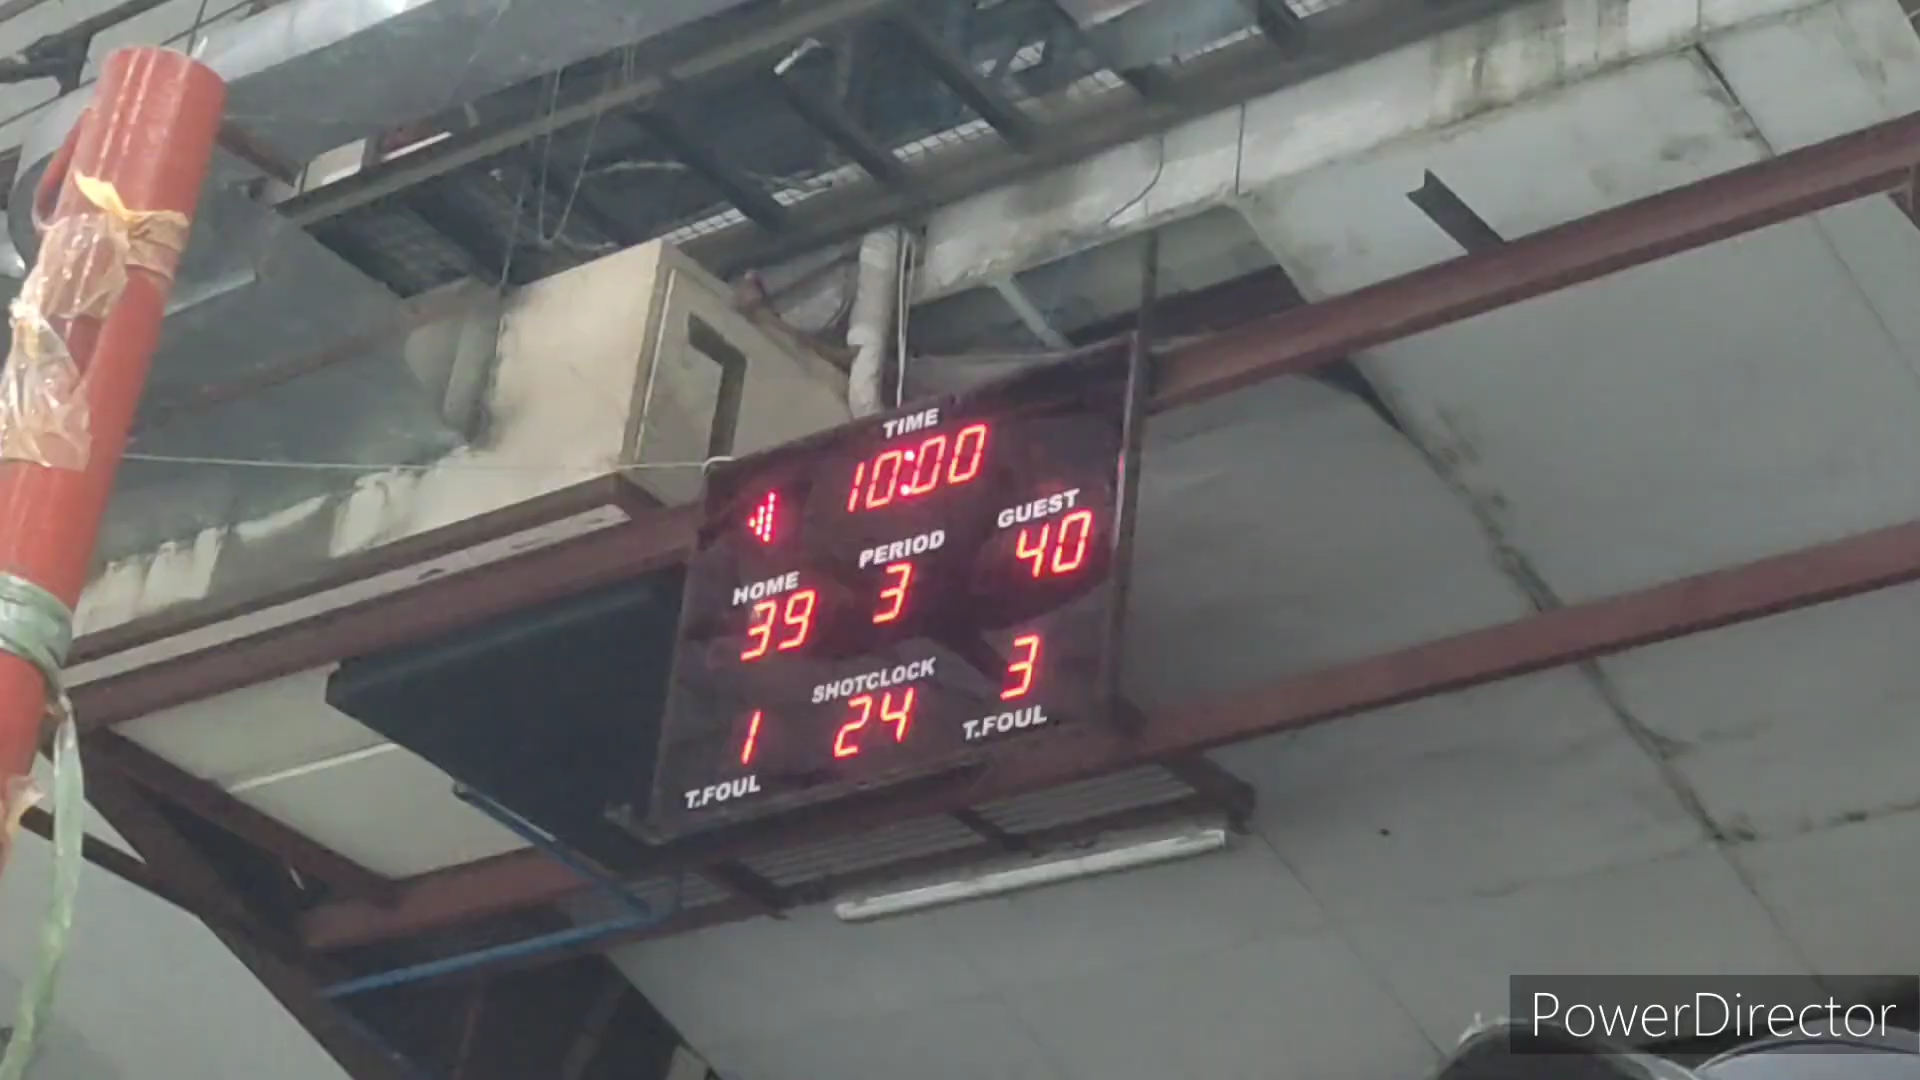 TIME
10:00
GUEST
40
PERIOD
3
HOME
39
SHOTCLOCK
24
3
T.FOUL
1
T.FOUL
PowerDirector